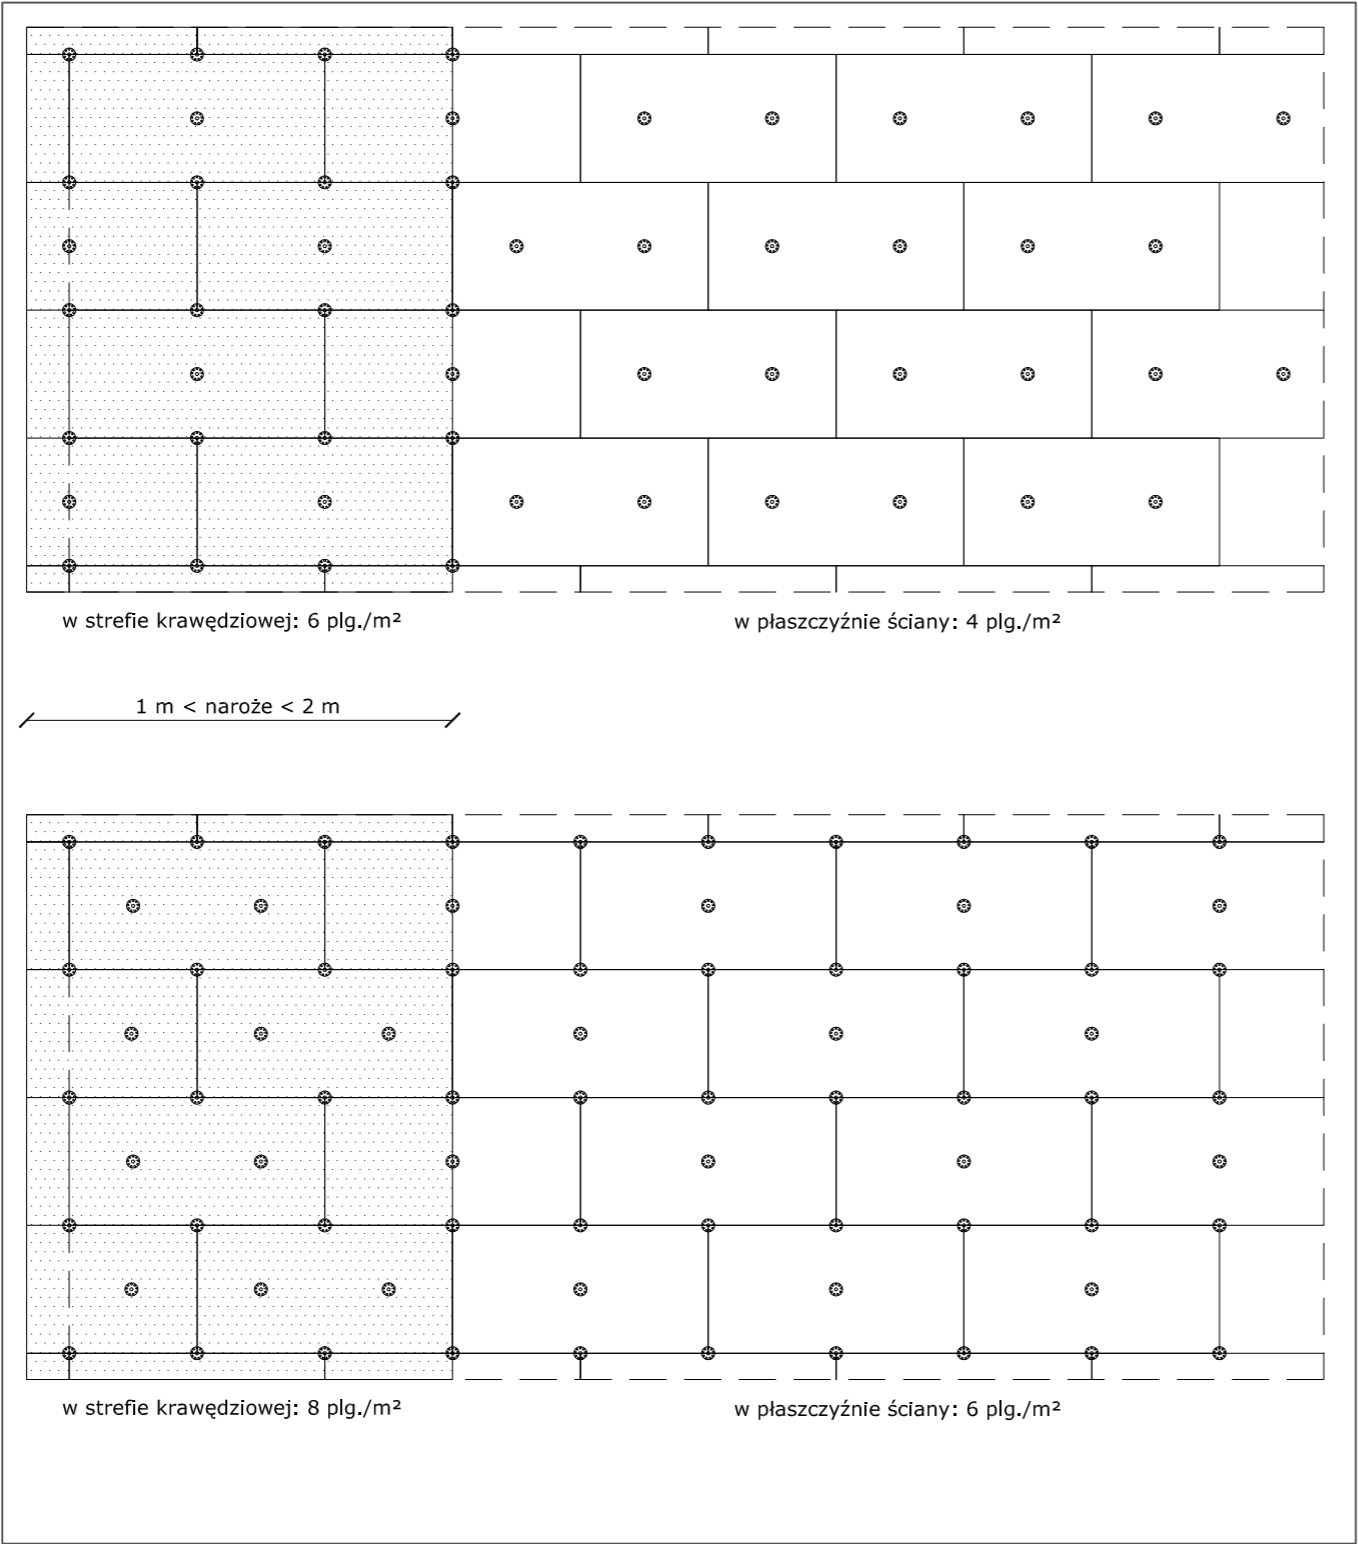 w strefie krawędziowej: 6 plg./m²
w płaszczyźnie ściany: 4 plg./m²
1 m < naroże < 2 m
w strefie krawędziowej: 8 plg./m²
w płaszczyźnie ściany: 6 plg./m²